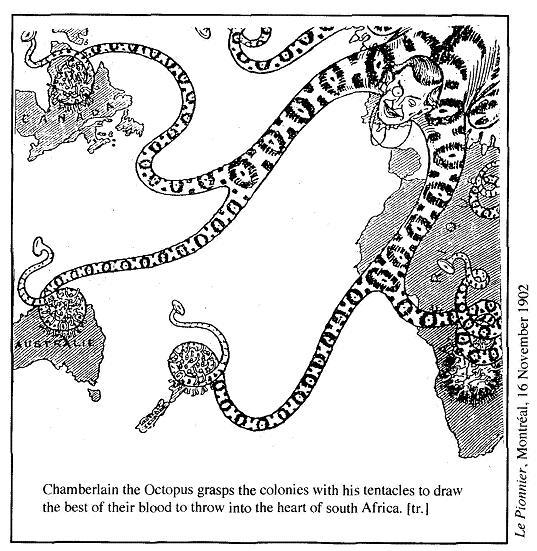 CANADA
AUSTRALIE
AFRIQ
Chamberlain the Octopus grasps the colonies with his tentacles to draw
the best of their blood to throw into the heart of south Africa. [tr.]
Le Pionnier, Montréal, 16 November 1902